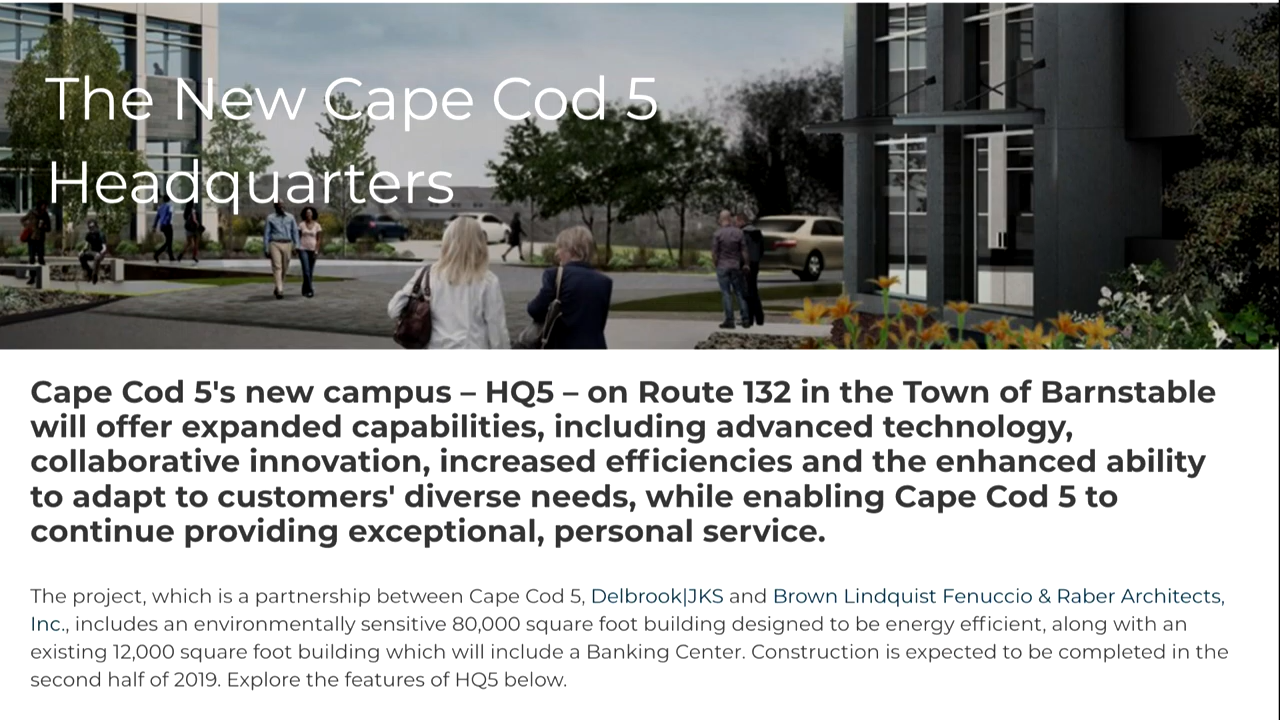 The New Cape Cod 5
Headquarters
Cape Cod 5's new campus – HQ5 – on Route 132 in the Town of Barnstable
will offer expanded capabilities, including advanced technology,
collaborative innovation, increased efficiencies and the enhanced ability
to adapt to customers' diverse needs, while enabling Cape Cod 5 to
continue providing exceptional, personal service.
The project, which is a partnership between Cape Cod 5, Delbrook|JKS and Brown Lindquist Fenuccio & Raber Architects,
Inc., includes an environmentally sensitive 80,000 square foot building designed to be energy efficient, along with an
existing 12,000 square foot building which will include a Banking Center. Construction is expected to be completed in the
second half of 2019. Explore the features of HQ5 below.